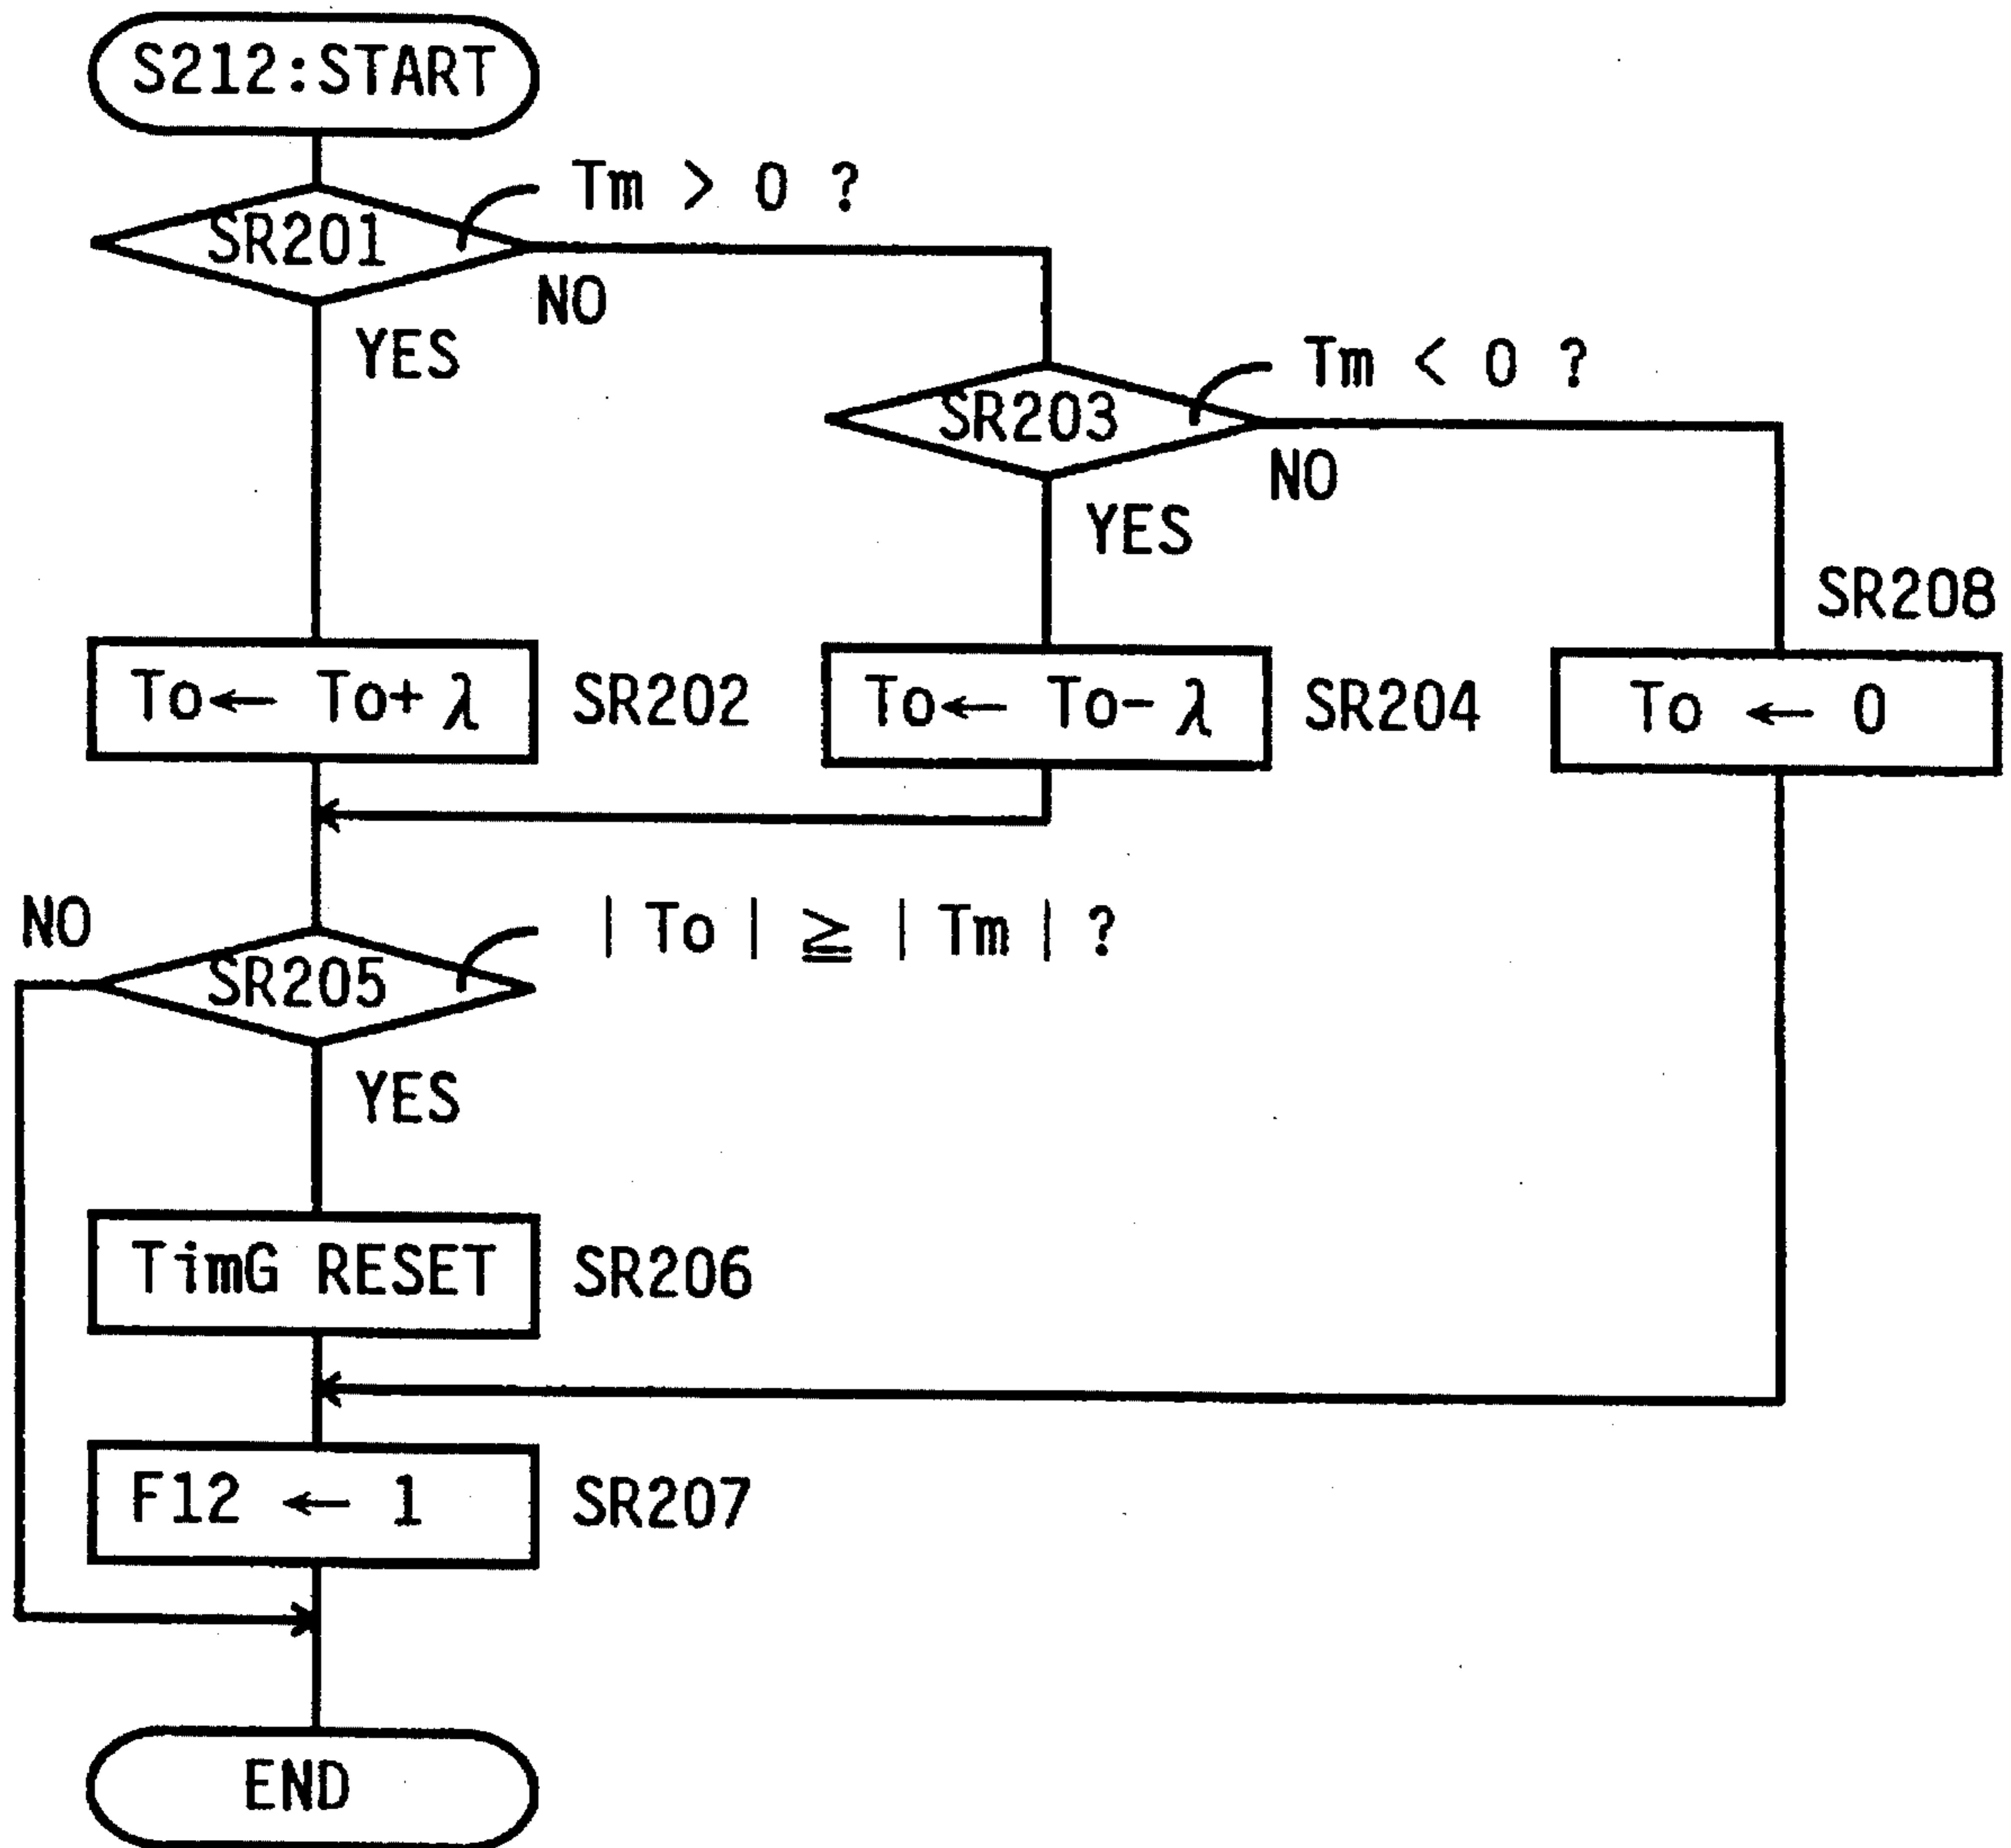 S212:START
Tm > 0 ?
SR201
NO
YES
Tm < 0 ?
SR203
NO
YES
SR208
To← To+λ
SR202
To← To-λ
SR204
To ← 0
NO
| To | ≧ | Tm | ?
SR205
YES
TimG RESET
SR206
F12 ← 1
SR207
END